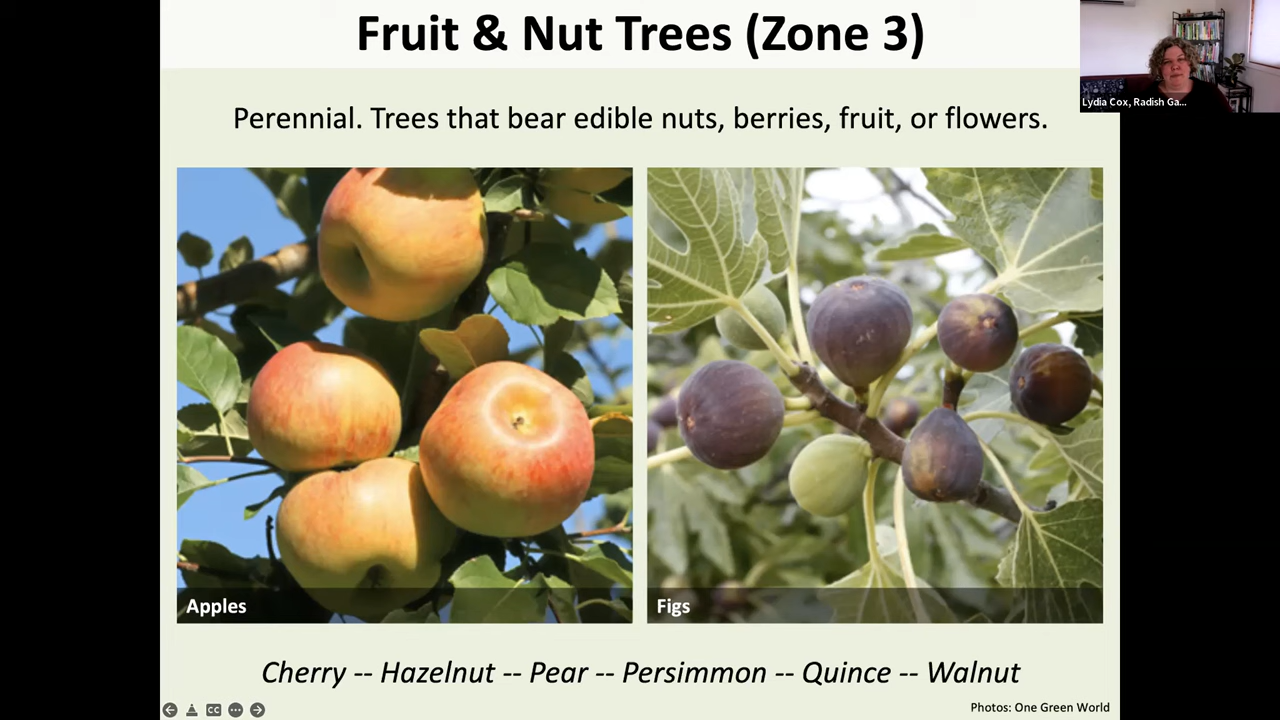 Fruit & Nut Trees (Zone 3)
Lydia Cox, Radish Ga...
Perennial. Trees that bear edible nuts, berries, fruit, or flowers.
Apples
Figs
Cherry -- Hazelnut -- Pear -- Persimmon -- Quince -- Walnut
CC
Photos: One Green World